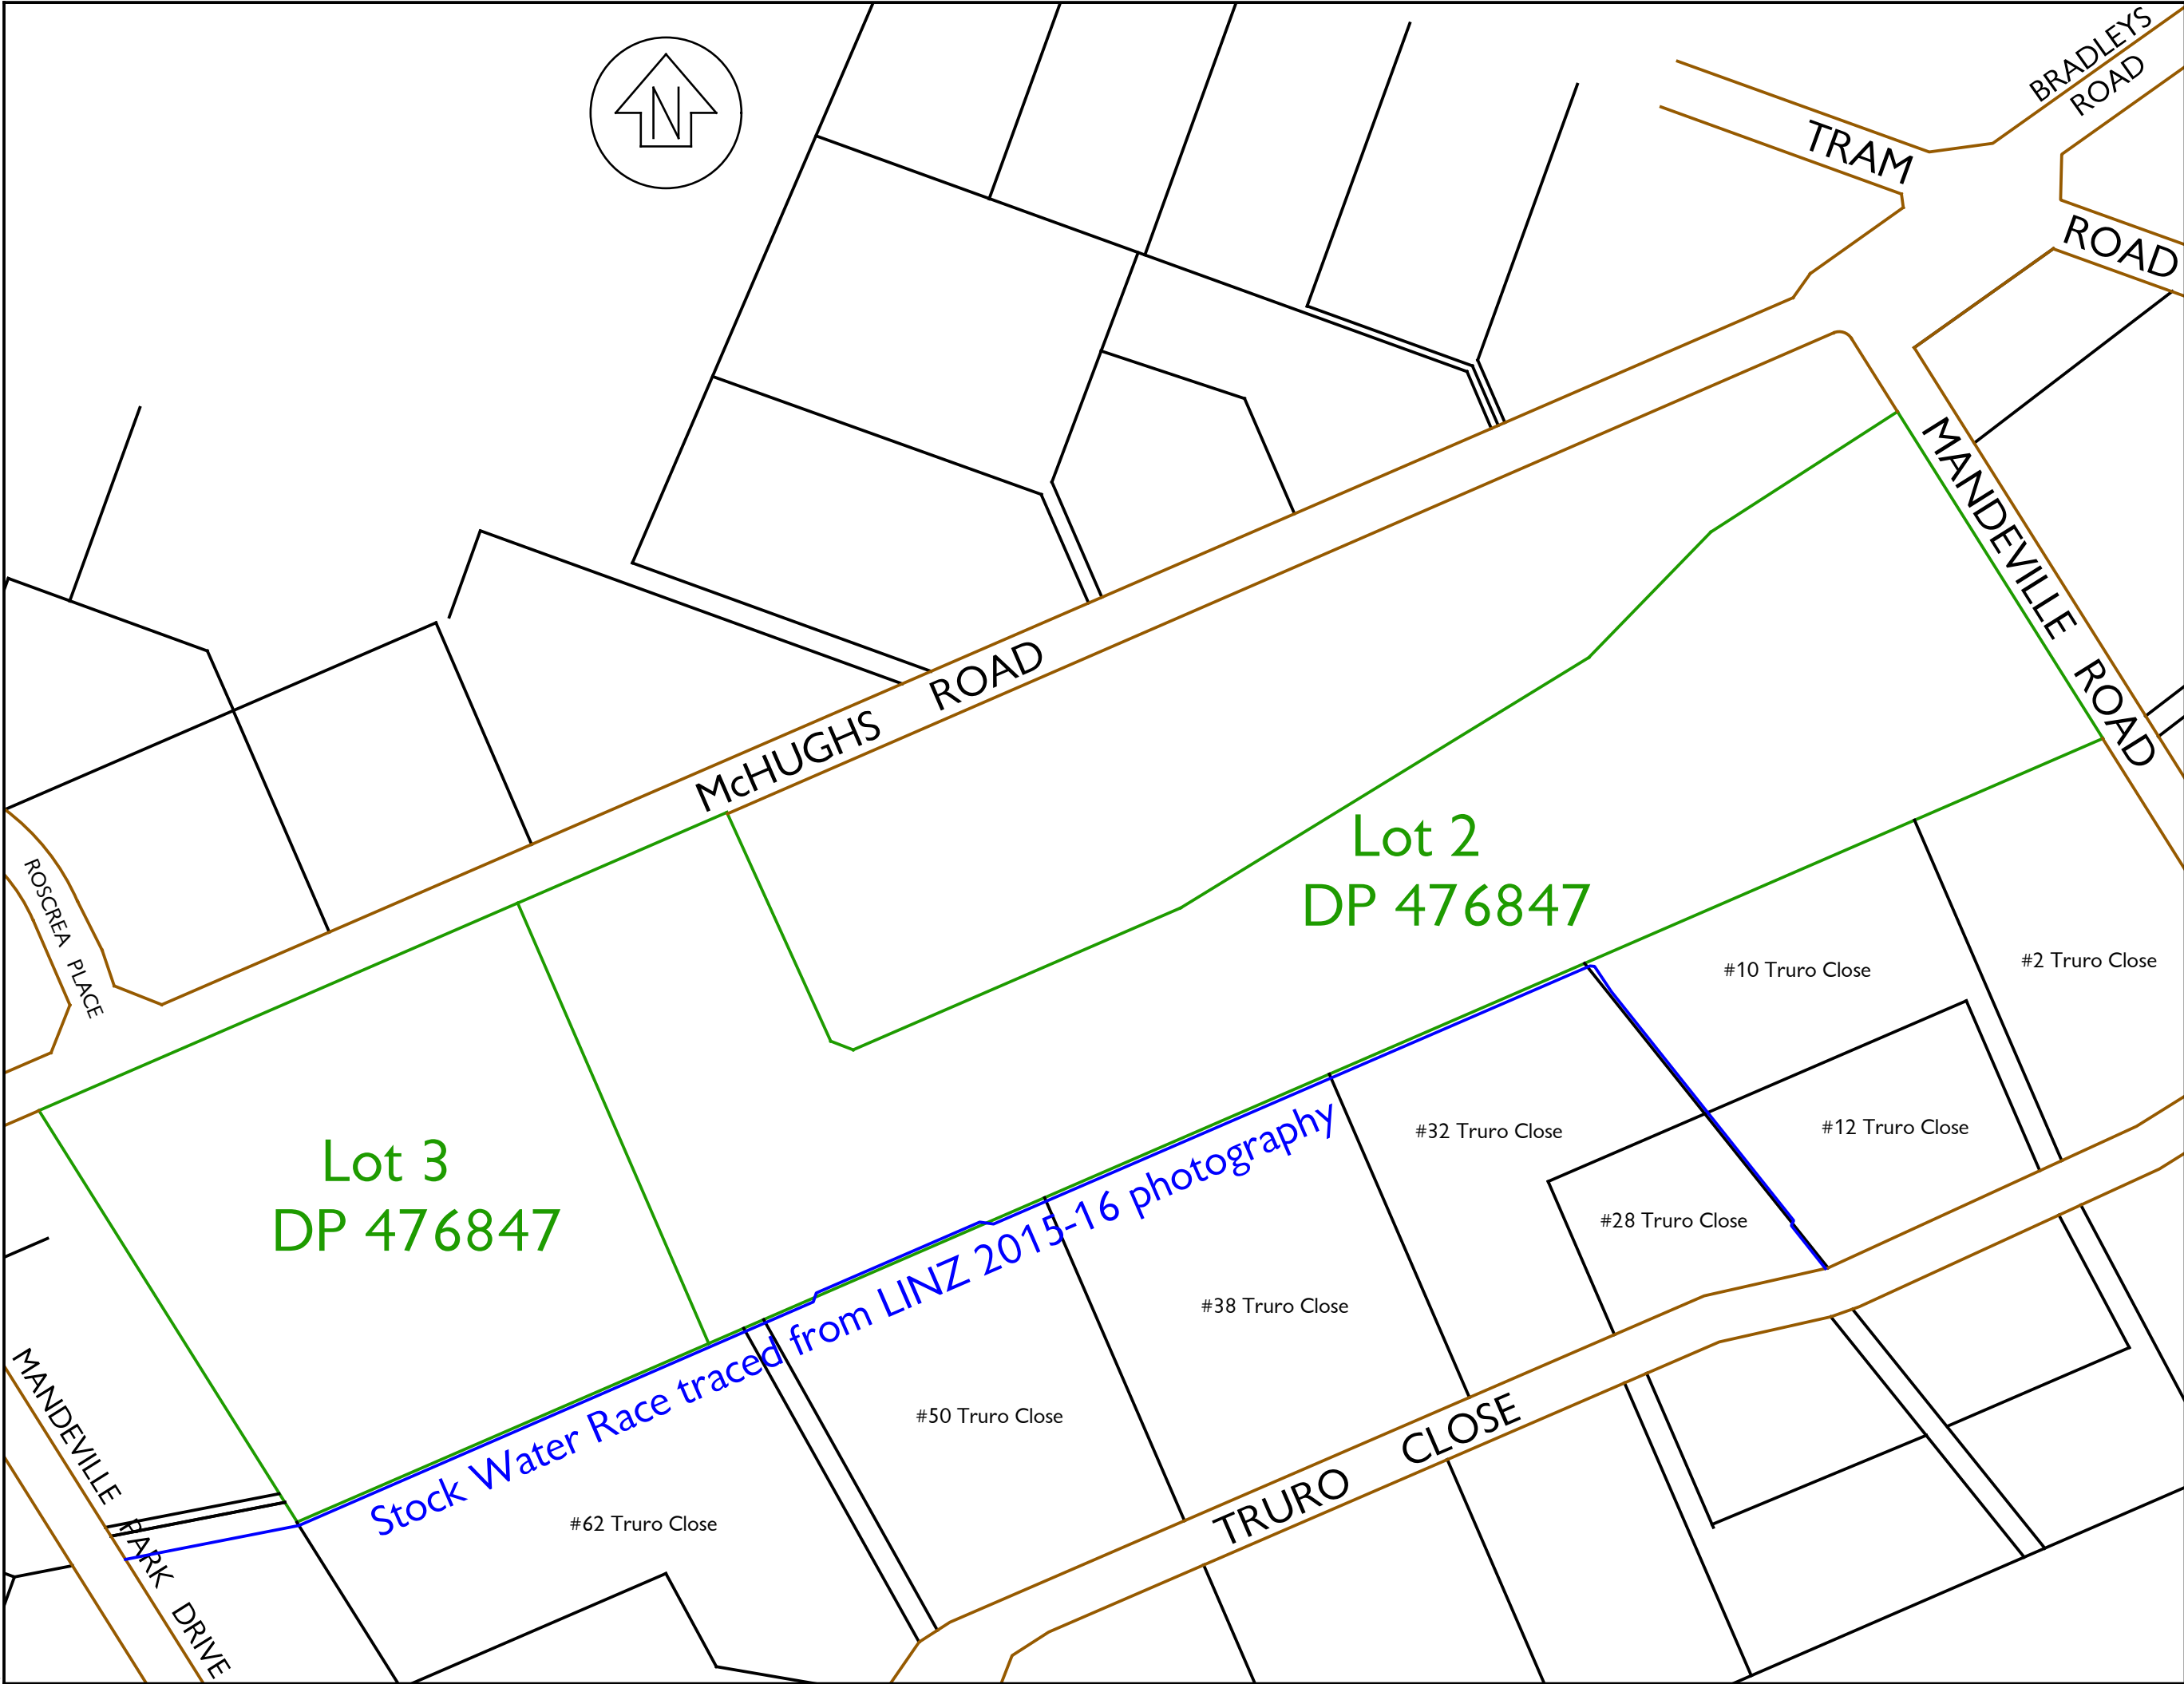 N
BRADLEYS
ROAD
TRAM
ROAD
MANDEVILLE ROAD
McHUGHS ROAD
ROSCREA PLACE
Lot 2
DP 476847
#10 Truro Close
#2 Truro Close
#12 Truro Close
#32 Truro Close
#28 Truro Close
Lot 3
DP 476847
Stock Water Race traced from LINZ 2015-16 photography
#38 Truro Close
#50 Truro Close
#62 Truro Close
TRURO CLOSE
MANDEVILLE PARK DRIVE